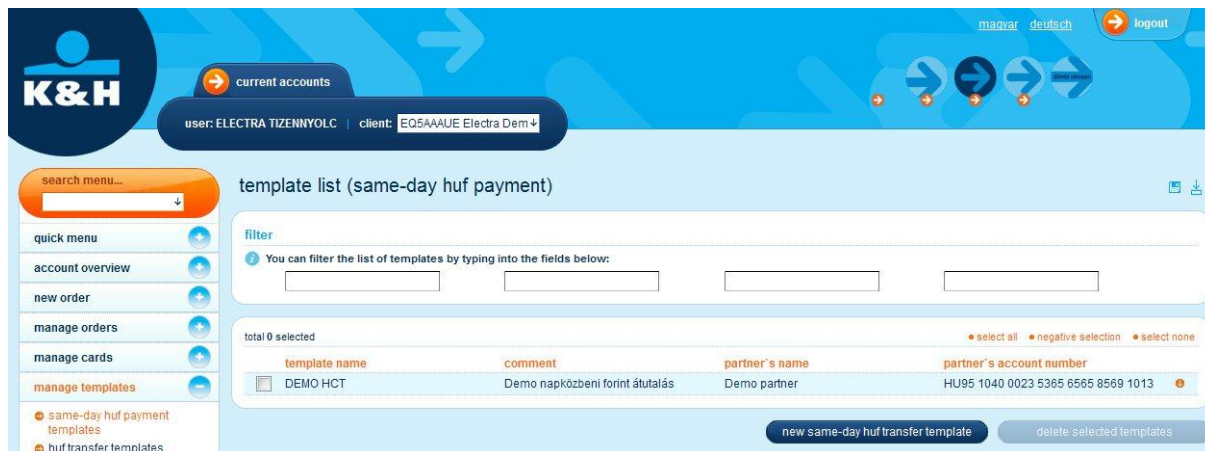 magyar deutsch logout
K&H
current accounts
user: ELECTRA TIZENNYOLC | client: EQ5AAAUE Electra Dem
search menu...
template list (same-day huf payment)
filter
quick menu
You can filter the list of templates by typing into the fields below:
account overview
new order
manage orders
total 0 selected
select all negative selection select none
manage cards
template name comment partner`s name partner`s account number
manage templates
DEMO HCT Demo napközbeni forint átutalás Demo partner HU95 1040 0023 5365 6565 8569 1013
same-day huf payment
templates
huf transfer templates
new same-day huf transfer template delete selected templates